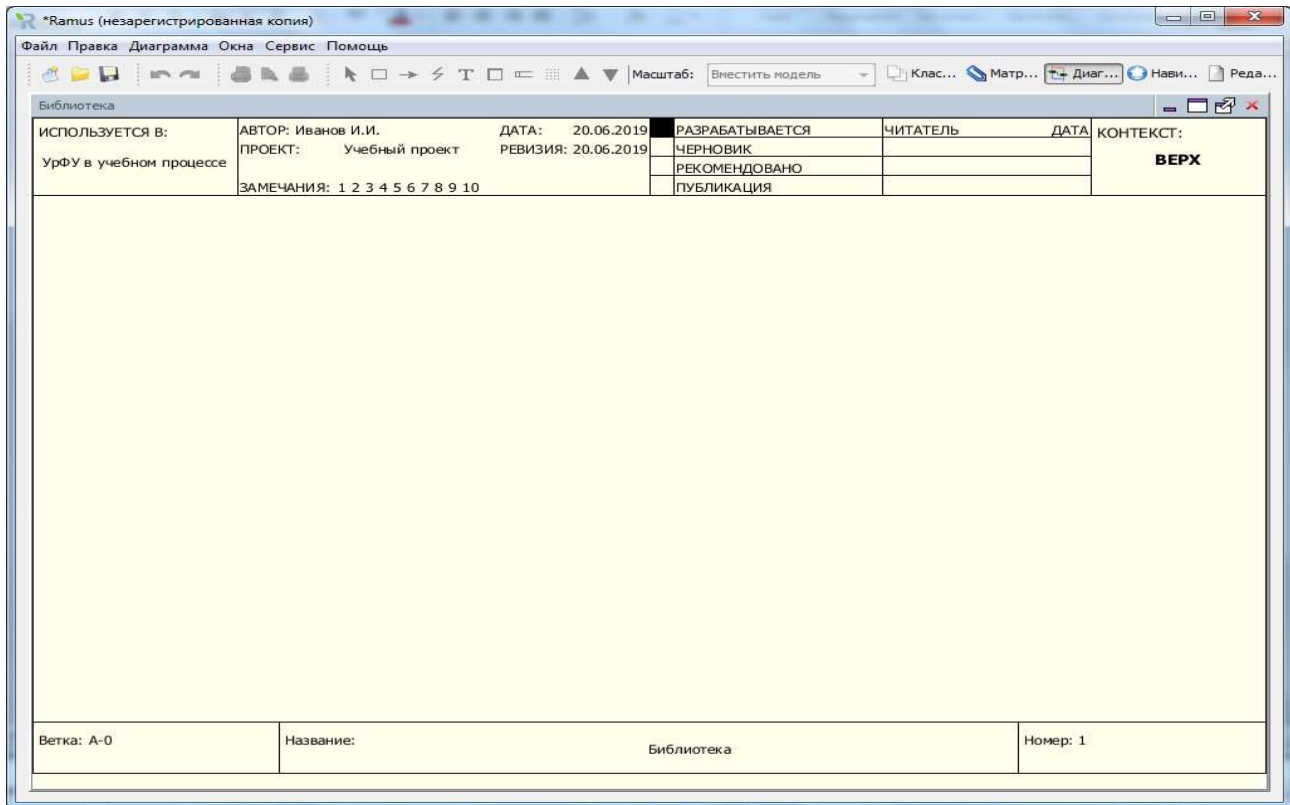 *Ramus (незарегистрированная копия)
Файл Правка Диаграмма Окна Сервис Помощь
Масштаб: Вместить модель Клас... Матр... Диаг... Нави... Реда...
Библиотека
ИСПОЛЬЗУЕТСЯ В: АВТОР: Иванов И.И. ДАТА: 20.06.2019 РАЗРАБАТЫВАЕТСЯ ЧИТАТЕЛЬ ДАТА КОНТЕКСТ:
ПРОЕКТ: Учебный проект РЕВИЗИЯ: 20.06.2019 ЧЕРНОВИК
УрФУ в учебном процессе РЕКОМЕНДОВАНО ВЕРХ
ЗАМЕЧАНИЯ: 1 2 3 4 5 6 7 8 9 10 ПУБЛИКАЦИЯ
Ветка: A-0 Название: Библиотека Номер: 1